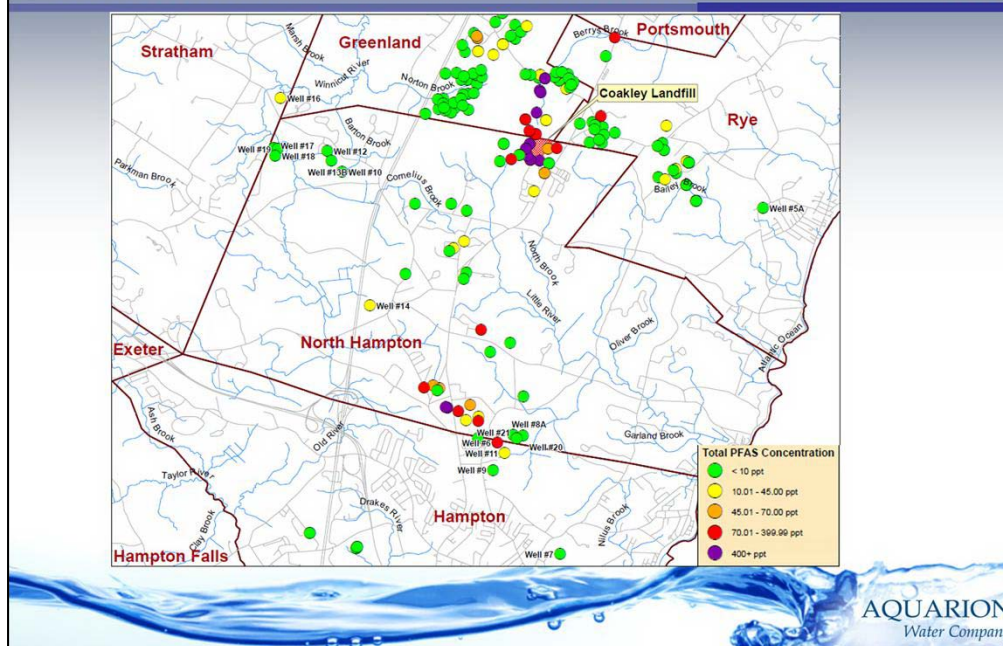 Stratham
Greenland
Portsmouth
Marsh Brook
Berrys Brook
Winnicut River
Norton Brook
Coakley Landfill
Well #16
Rye
Barton Brook
Well #19
Well #17
Well #12
Well #18
Parkman Brook
Well #13B
Well #10
Cornelius Brook
Bailey Brook
Well #5A
North Brook
Little River
Well #14
Oliver Brook
Atlantic Ocean
North Hampton
Exeter
Ash Brook
Old River
Well #8A
Well #21
Garland Brook
Well #6
Well #20
Well #11
Well #9
Taylor River
Total PFAS Concentration
< 10 ppt
10.01 - 45.00 ppt
45.01 - 70.00 ppt
70.01 - 399.99 ppt
400+ ppt
Clay Brook
Drakes River
Hampton
Nilus Brook
Hampton Falls
Well #7
AQUARION
Water Compan